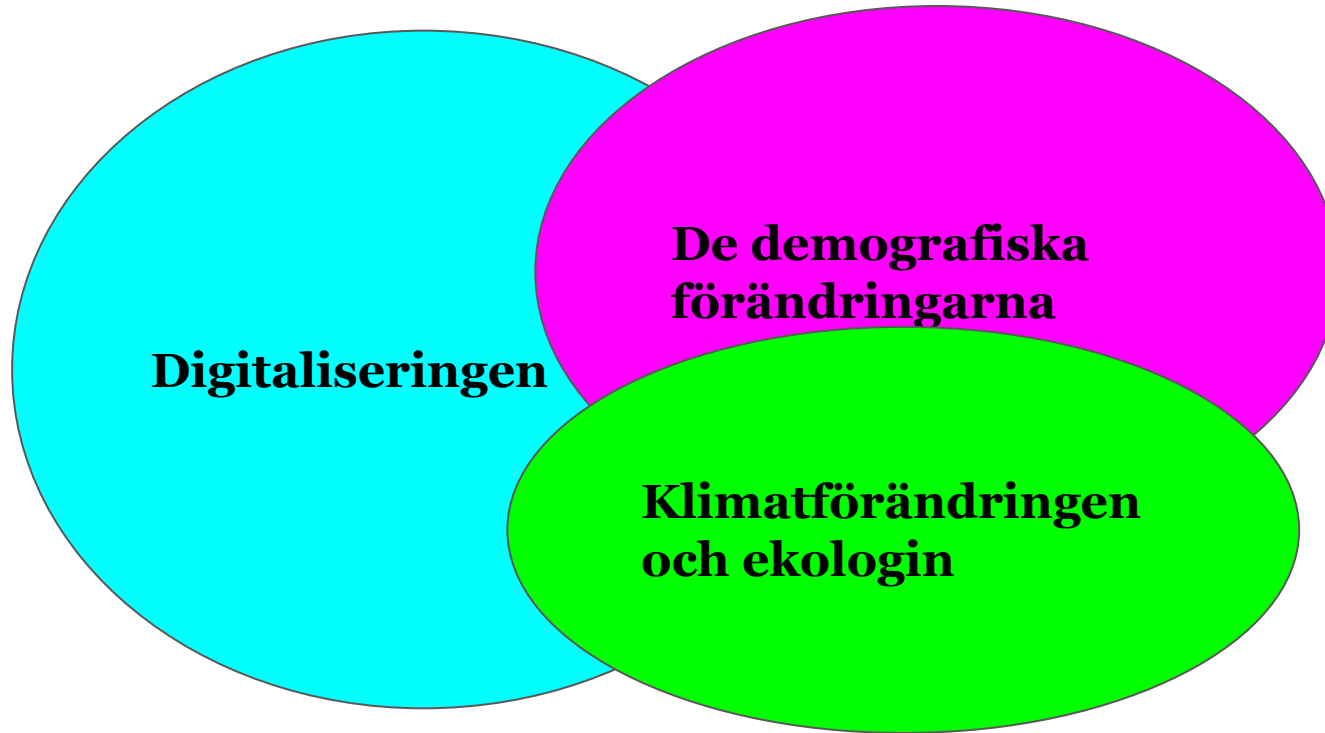 De demografiska
förändringarna
Digitaliseringen
Klimatförändringen
och ekologin